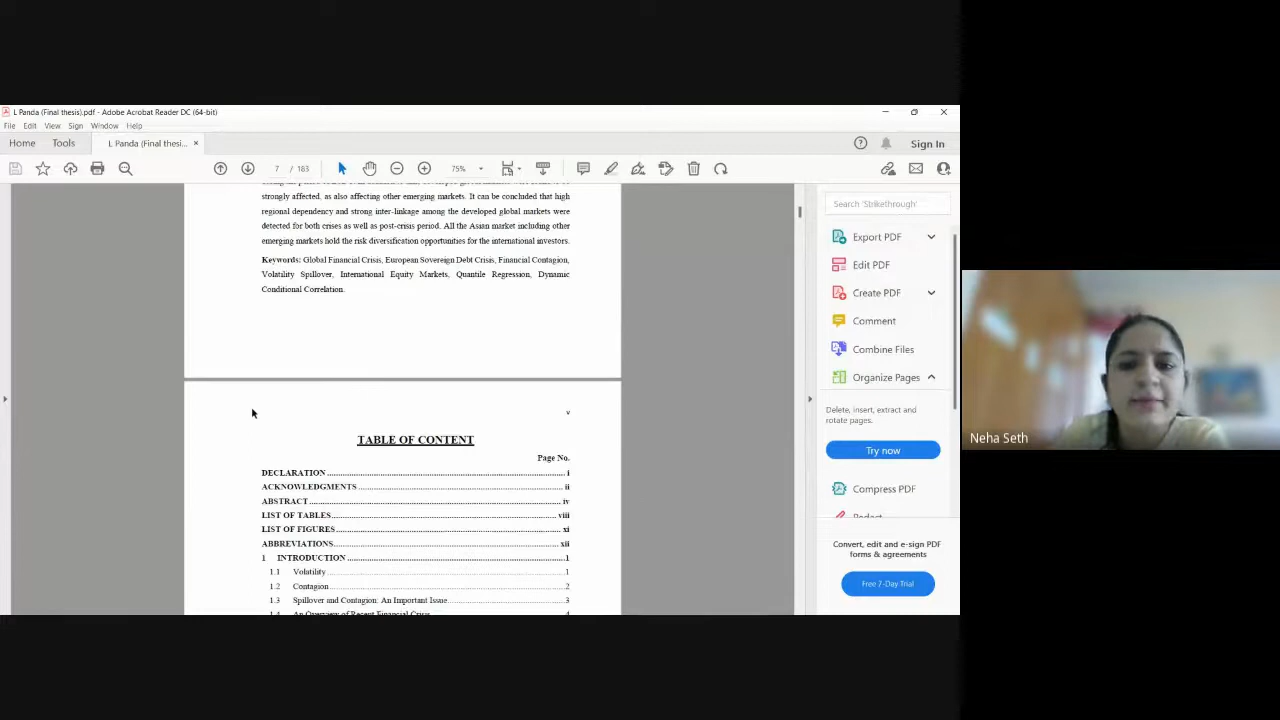 L Panda (Final thesis).pdf - Adobe Acrobat Reader DC (64-bit)
File Edit View Sign Window Help
Home Tools L Panda (Final thesi... × Sign In
7 / 183 75%
strongly affected, as also affecting other emerging markets. It can be concluded that high
regional dependency and strong inter-linkage among the developed global markets were
detected for both crises as well as post-crisis period. All the Asian market including other
emerging markets hold the risk diversification opportunities for the international investors.
Keywords: Global Financial Crisis, European Sovereign Debt Crisis, Financial Contagion,
Volatility Spillover, International Equity Markets, Quantile Regression, Dynamic
Conditional Correlation.
v
TABLE OF CONTENT
Page No.
DECLARATION i
ACKNOWLEDGMENTS ii
ABSTRACT iv
LIST OF TABLES viii
LIST OF FIGURES xi
ABBREVIATIONS xii
1 INTRODUCTION 1
1.1 Volatility 1
1.2 Contagion 2
1.3 Spillover and Contagion: An Important Issue 3
1.4 An Overview of Recent Financial Crisis 4
Search 'Strikethrough'
Export PDF
Edit PDF
Create PDF
Comment
Combine Files
Organize Pages
Delete, insert, extract and
rotate pages.
Try now
Compress PDF
Redact
Convert, edit and e-sign PDF
forms & agreements
Free 7-Day Trial
Neha Seth